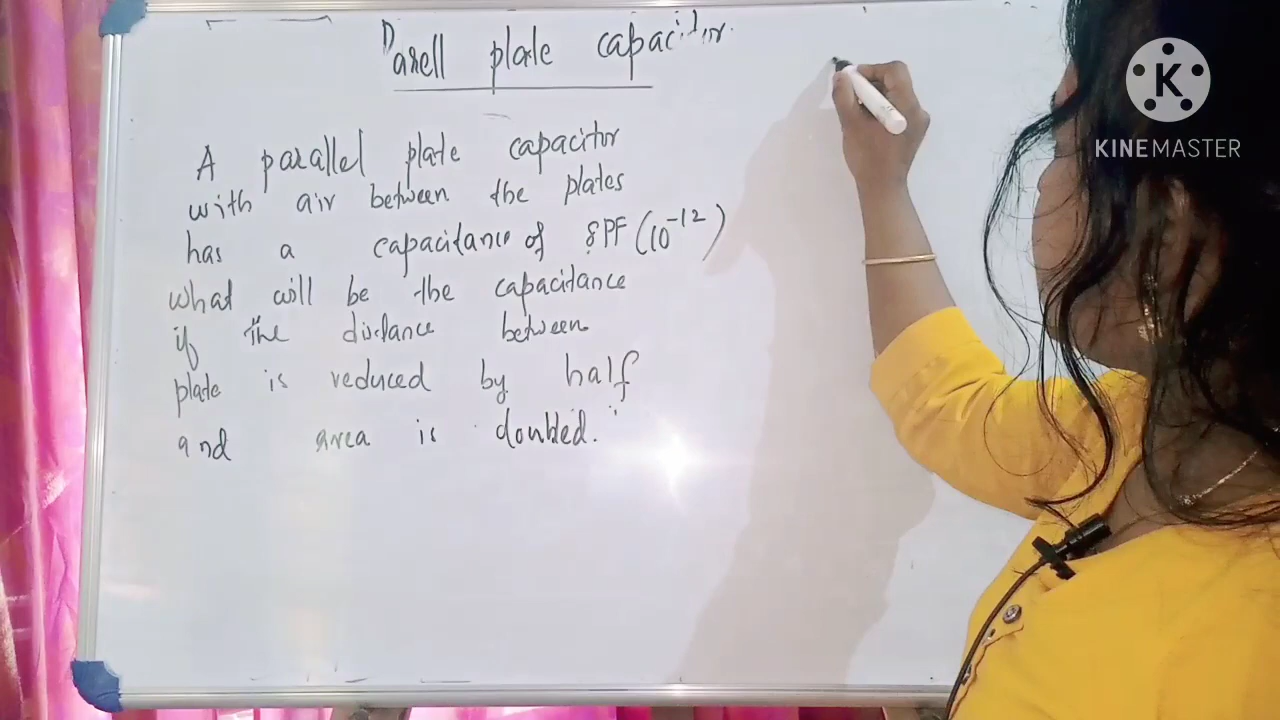 Parell plate capacitor.
A parallel plate capacitor
with air between the plates
has a capacitance of 8PF (10⁻¹²)
what will be the capacitance
if the distance between
plate is reduced by half
and area is doubled.
K
KINEMASTER